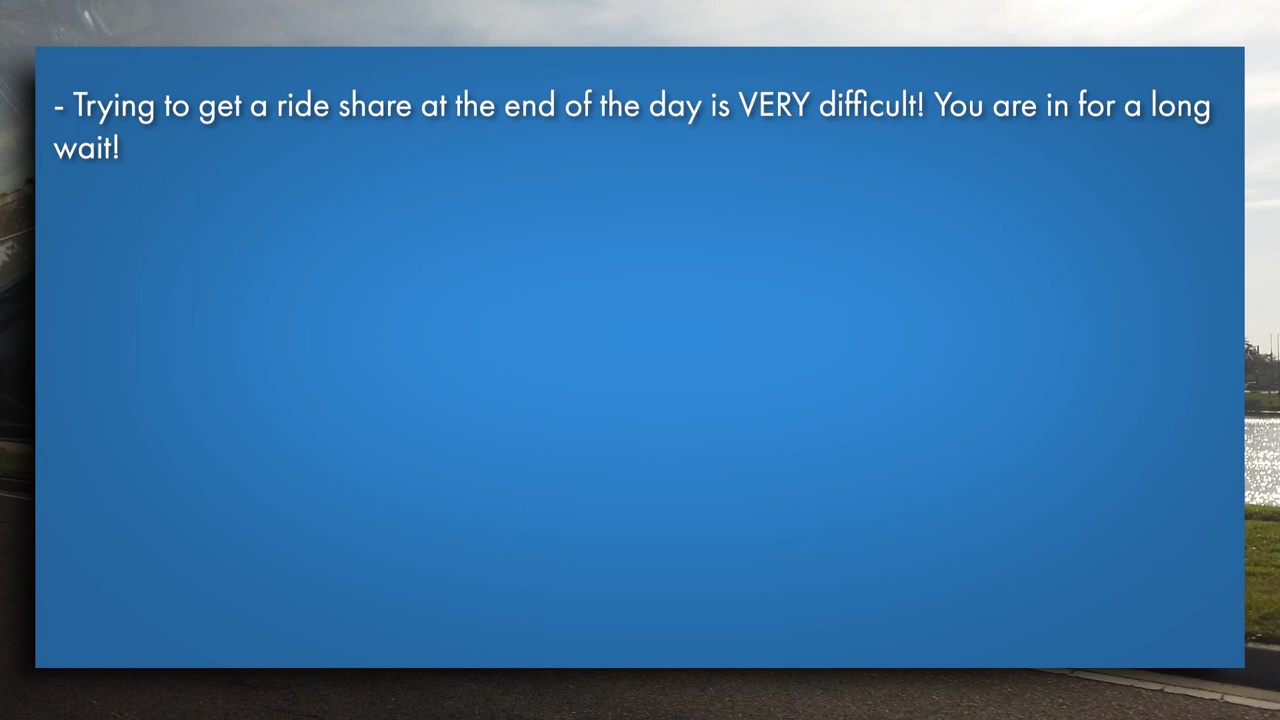 - Trying to get a ride share at the end of the day is VERY difficult! You are in for a long
wait!